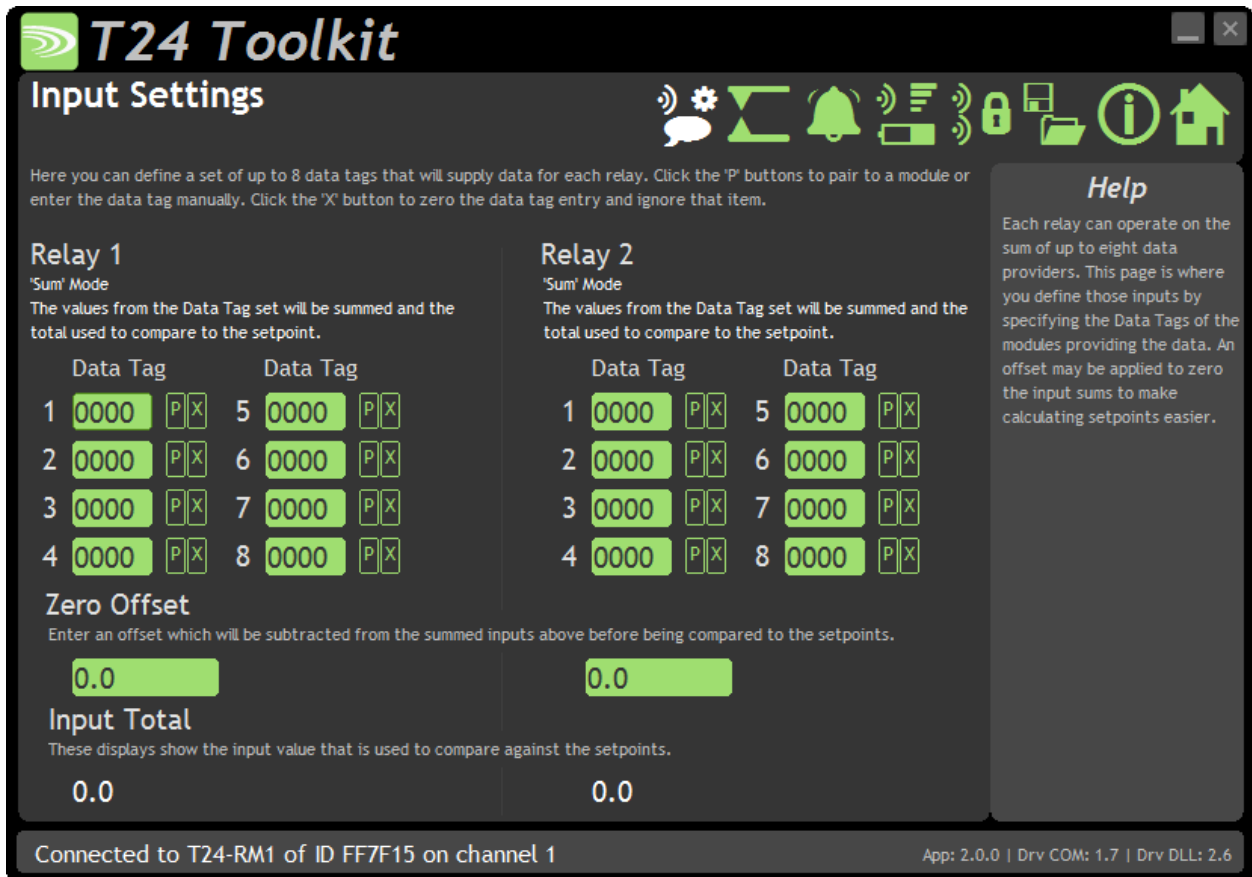 T24 Toolkit
Input Settings
Here you can define a set of up to 8 data tags that will supply data for each relay. Click the 'P' buttons to pair to a module or
enter the data tag manually. Click the 'X' button to zero the data tag entry and ignore that item.
Relay 1
'Sum' Mode
The values from the Data Tag set will be summed and the
total used to compare to the setpoint.
Data Tag Data Tag
1 0000 P X 5 0000 P X
2 0000 P X 6 0000 P X
3 0000 P X 7 0000 P X
4 0000 P X 8 0000 P X
Relay 2
'Sum' Mode
The values from the Data Tag set will be summed and the
total used to compare to the setpoint.
Data Tag Data Tag
1 0000 P X 5 0000 P X
2 0000 P X 6 0000 P X
3 0000 P X 7 0000 P X
4 0000 P X 8 0000 P X
Zero Offset
Enter an offset which will be subtracted from the summed inputs above before being compared to the setpoints.
0.0 0.0
Input Total
These displays show the input value that is used to compare against the setpoints.
0.0 0.0
Help
Each relay can operate on the
sum of up to eight data
providers. This page is where
you define those inputs by
specifying the Data Tags of the
modules providing the data. An
offset may be applied to zero
the input sums to make
calculating setpoints easier.
Connected to T24-RM1 of ID FF7F15 on channel 1
App: 2.0.0 | Drv COM: 1.7 | Drv DLL: 2.6